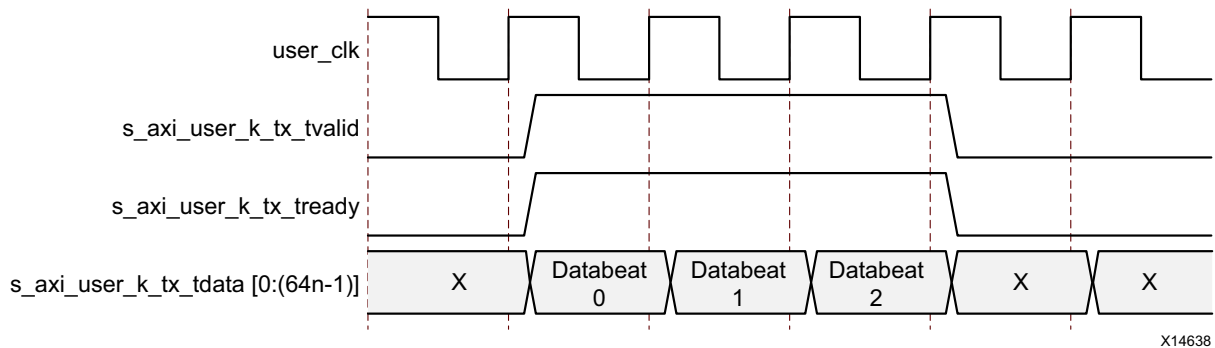 user_clk
s_axi_user_k_tx_tvalid
s_axi_user_k_tx_tready
s_axi_user_k_tx_tdata [0:(64n-1)]
X
Databeat
0
Databeat
1
Databeat
2
X
X
X14638